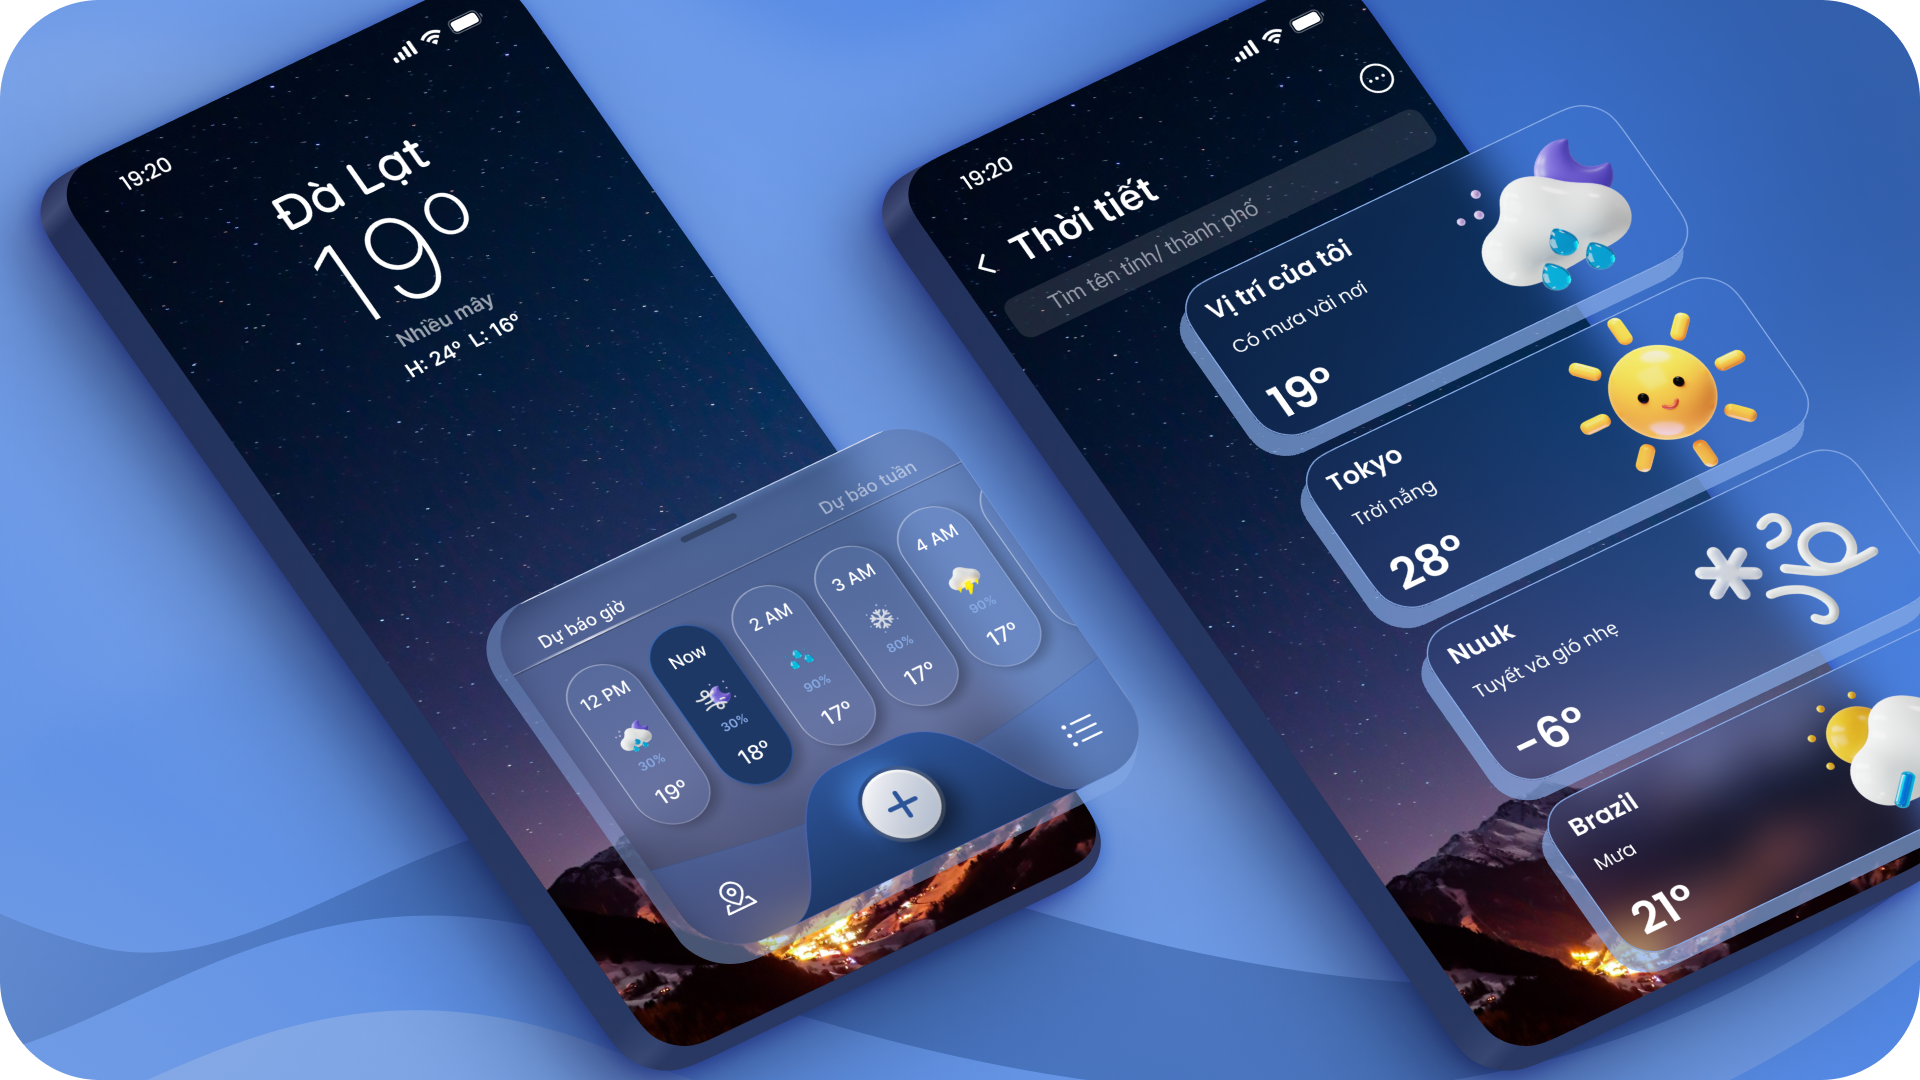 19:20
Đà Lạt
19°
Nhiều mây
H: 24° L: 16°
Dự báo giờ
Dự báo tuần
12 PM
30%
19°
Now
30%
18°
2 AM
90%
17°
3 AM
80%
17°
4 AM
90%
17°
19:20
Thời tiết
Tìm tên tỉnh/ thành phố
Vị trí của tôi
Có mưa vài nơi
19°
Tokyo
Trời nắng
28°
Nuuk
Tuyết và gió nhẹ
-6°
Brazil
Mưa
21°